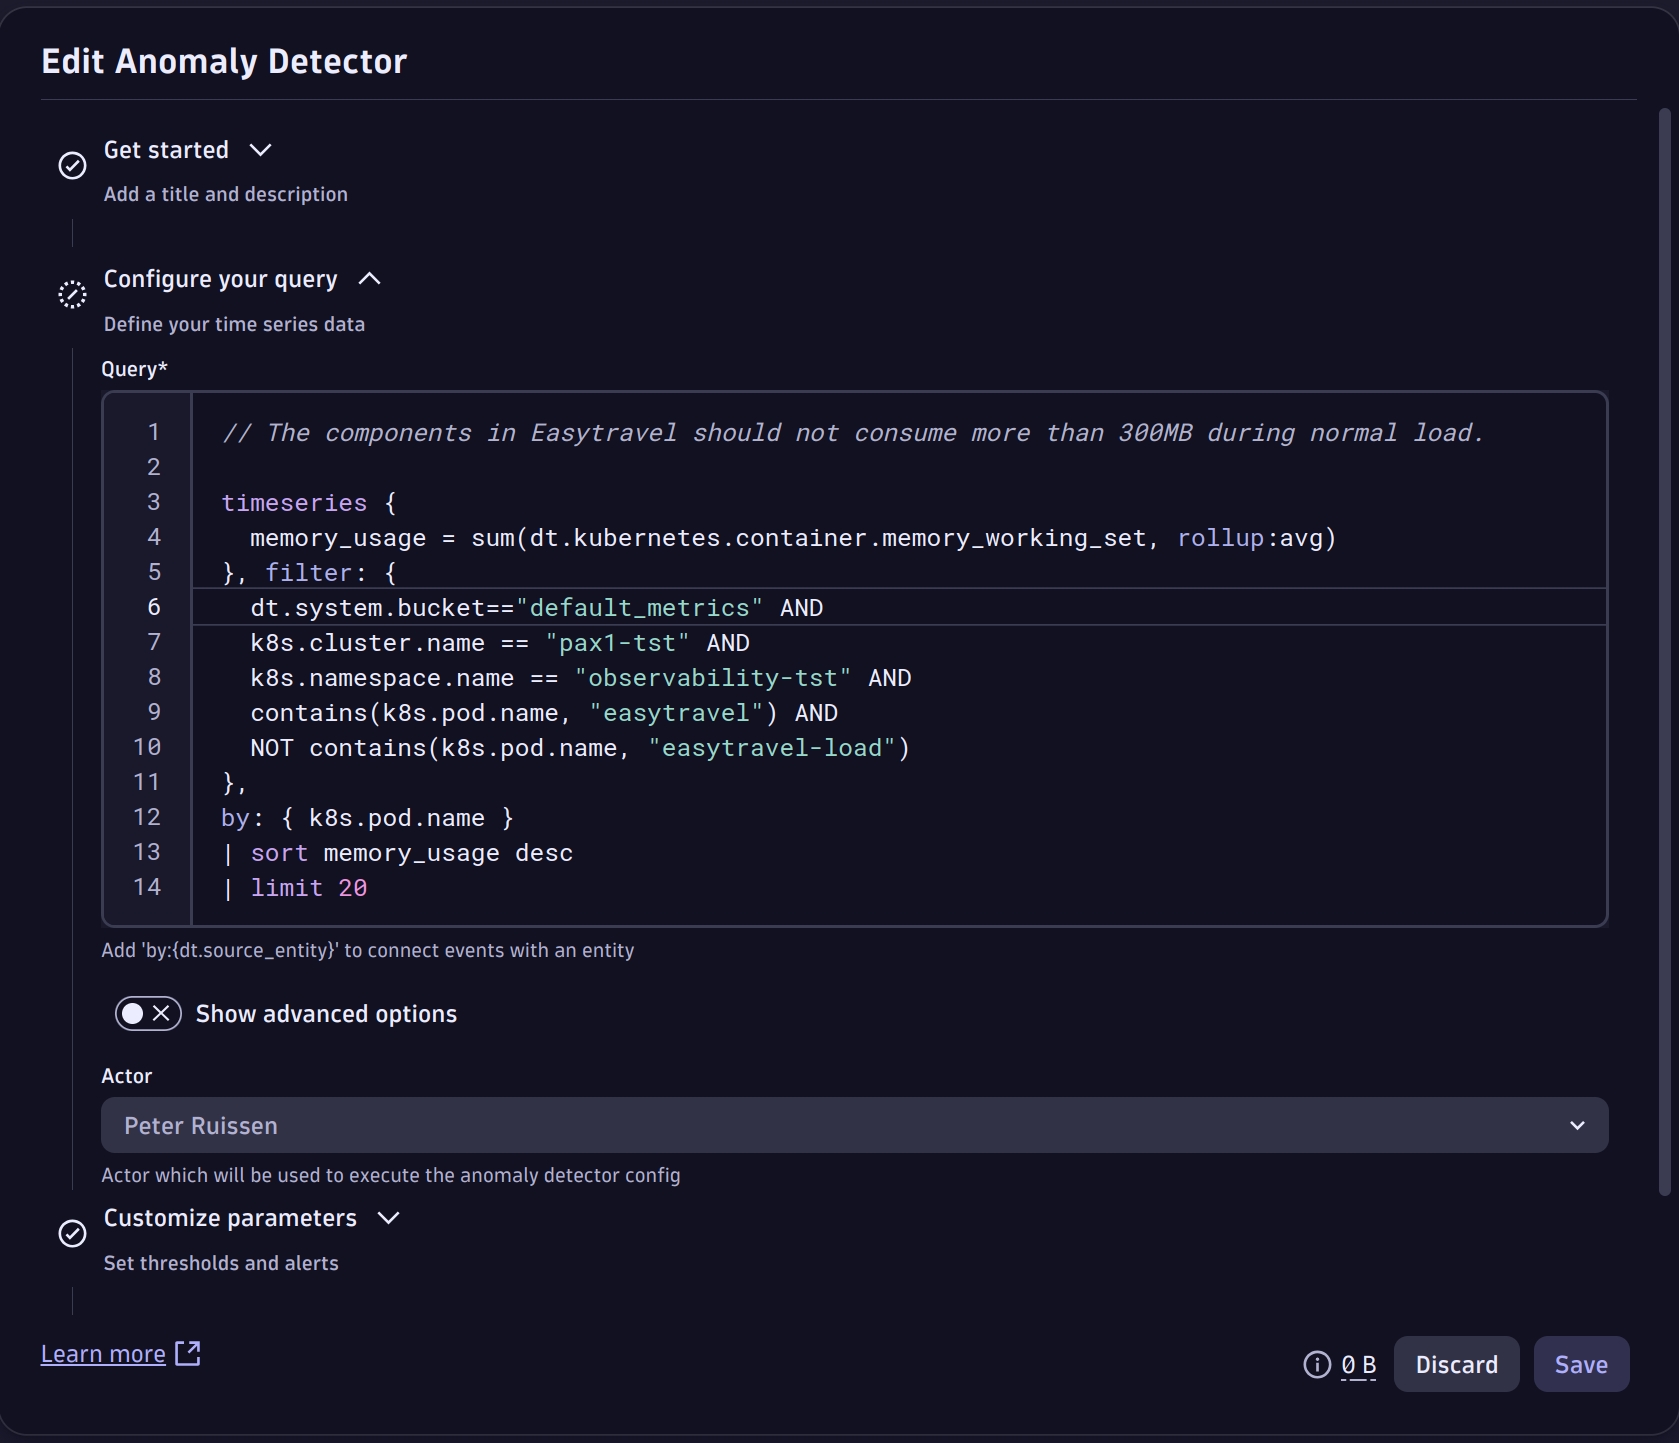 Edit Anomaly Detector
Get started
Add a title and description
Configure your query
Define your time series data
Query*
1 // The components in Easytravel should not consume more than 300MB during normal load.
2
3 timeseries {
4   memory_usage = sum(dt.kubernetes.container.memory_working_set, rollup:avg)
5 }, filter: {
6   dt.system.bucket=="default_metrics" AND
7   k8s.cluster.name == "pax1-tst" AND
8   k8s.namespace.name == "observability-tst" AND
9   contains(k8s.pod.name, "easytravel") AND
10   NOT contains(k8s.pod.name, "easytravel-load")
11 },
12 by: { k8s.pod.name }
13 | sort memory_usage desc
14 | limit 20
Add 'by:{dt.source_entity}' to connect events with an entity
Show advanced options
Actor
Peter Ruissen
Actor which will be used to execute the anomaly detector config
Customize parameters
Set thresholds and alerts
Learn more
0 B Discard Save